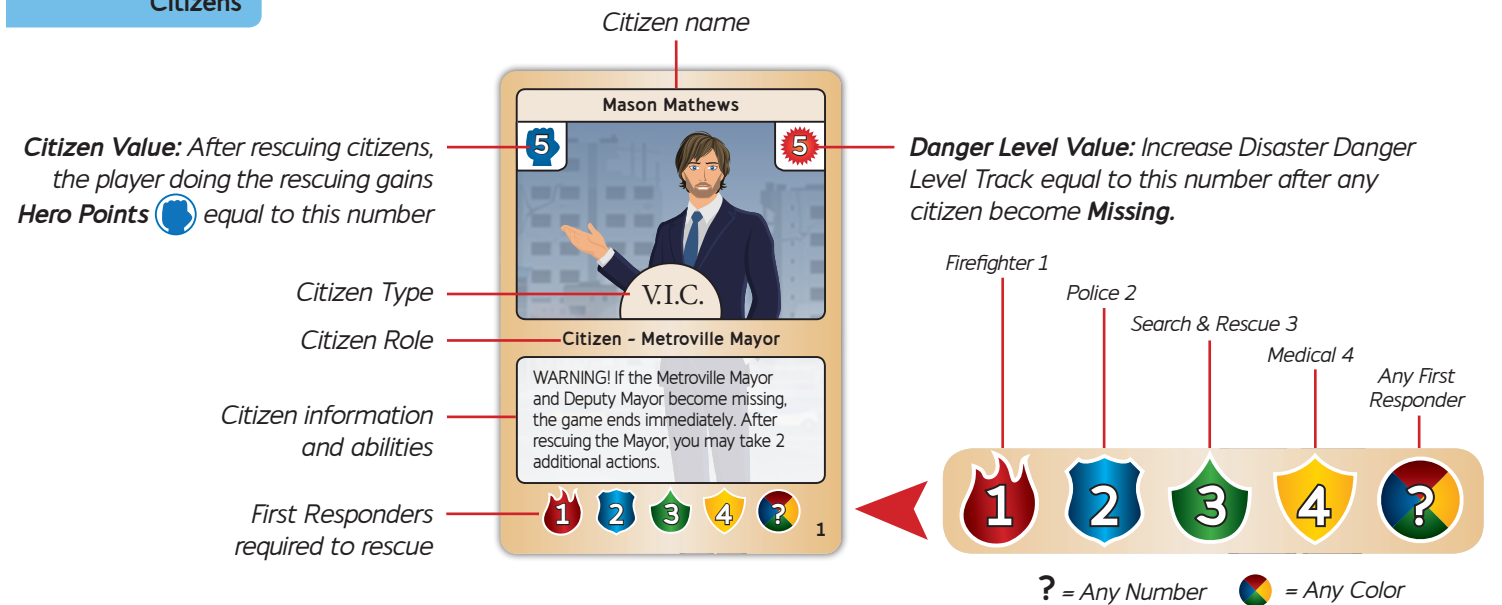 Citizens
Citizen name
Mason Mathews
5
5
Citizen Value: After rescuing citizens,
the player doing the rescuing gains
Hero Points equal to this number
Danger Level Value: Increase Disaster Danger
Level Track equal to this number after any
citizen become Missing.
Citizen Type
V.I.C.
Citizen Role
Citizen - Metroville Mayor
Citizen information
and abilities
WARNING! If the Metroville Mayor
and Deputy Mayor become missing,
the game ends immediately. After
rescuing the Mayor, you may take 2
additional actions.
First Responders
required to rescue
1 2 3 4 ?
1
Firefighter 1
Police 2
Search & Rescue 3
Medical 4
Any First
Responder
1 2 3 4 ?
? = Any Number = Any Color